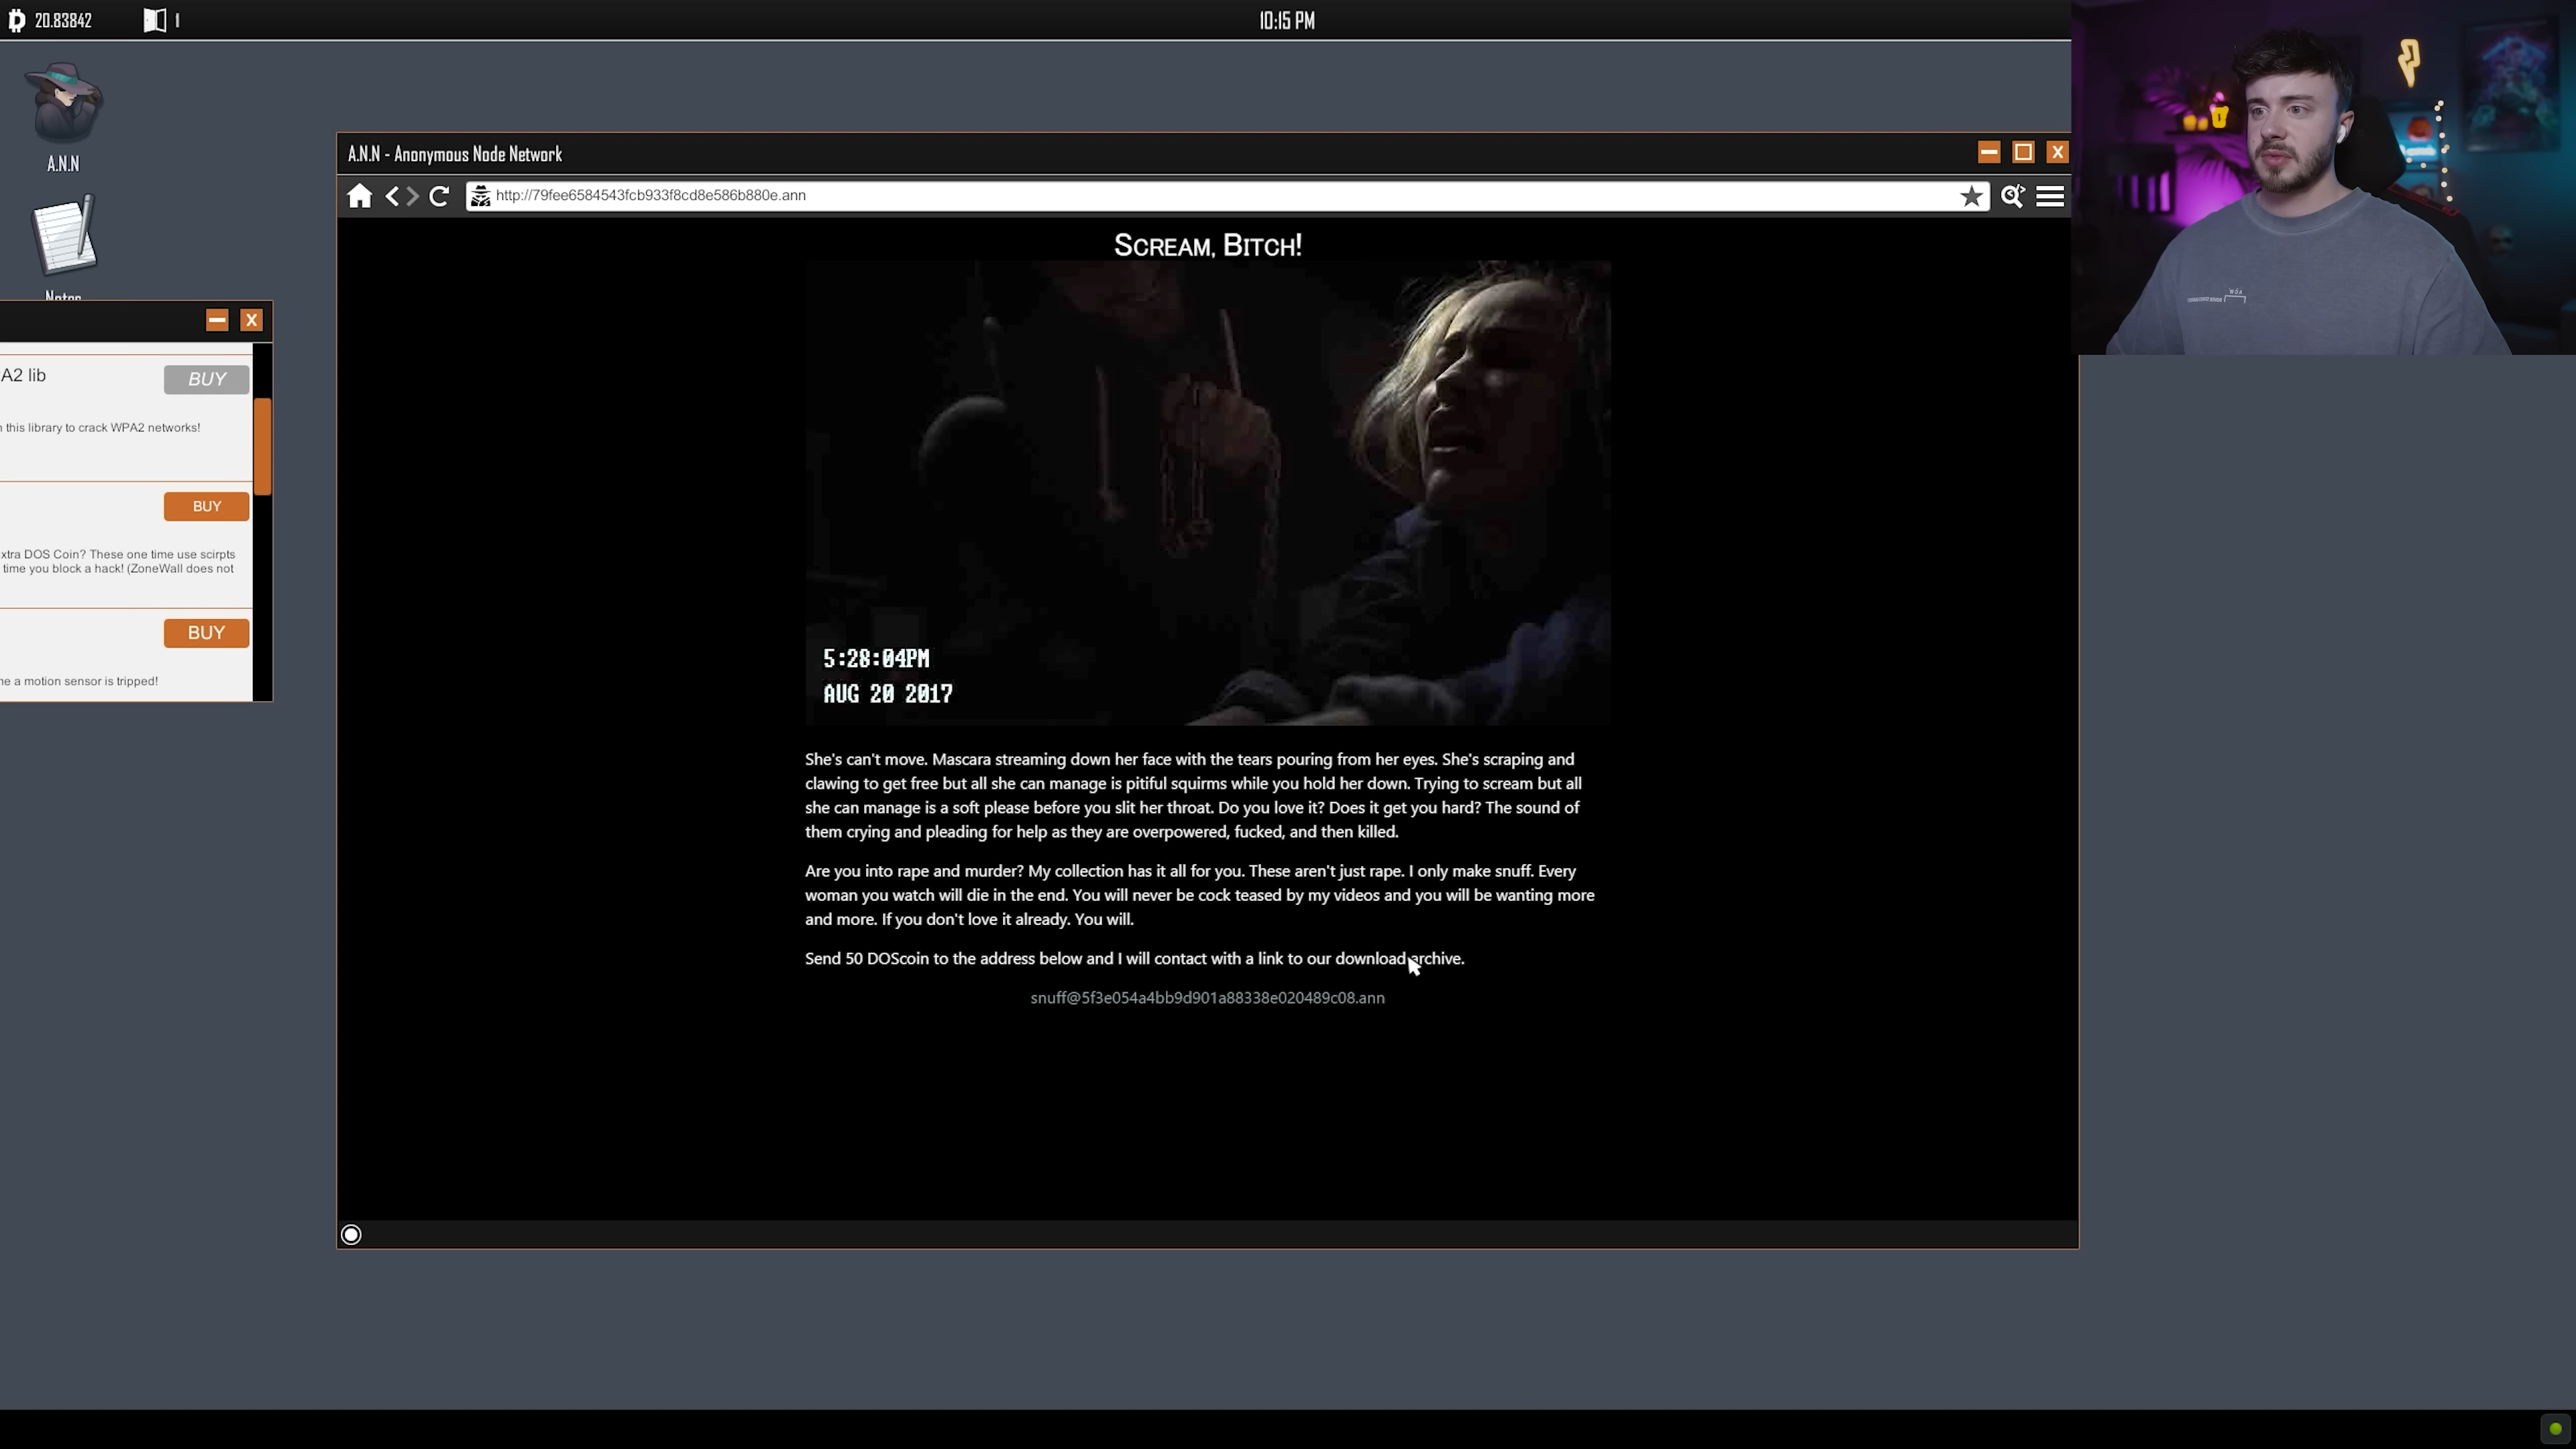 20.83842
1
10:15 PM
A.N.N
Notes
A.N.N - Anonymous Node Network
http://79fee6584543fcb933f8cd8e586b880e.ann
A2 lib
BUY
this library to crack WPA2 networks!
BUY
xtra DOS Coin? These one time use scirpts
time you block a hack! (ZoneWall does not
BUY
a motion sensor is tripped!
SCREAM, BITCH!
5:28:04PM
AUG 20 2017
She's can't move. Mascara streaming down her face with the tears pouring from her eyes. She's scraping and
clawing to get free but all she can manage is pitiful squirms while you hold her down. Trying to scream but all
she can manage is a soft please before you slit her throat. Do you love it? Does it get you hard? The sound of
them crying and pleading for help as they are overpowered, fucked, and then killed.
Are you into rape and murder? My collection has it all for you. These aren't just rape. I only make snuff. Every
woman you watch will die in the end. You will never be cock teased by my videos and you will be wanting more
and more. If you don't love it already. You will.
Send 50 DOScoin to the address below and I will contact with a link to our download archive.
snuff@5f3e054a4bb9d901a88338e020489c08.ann